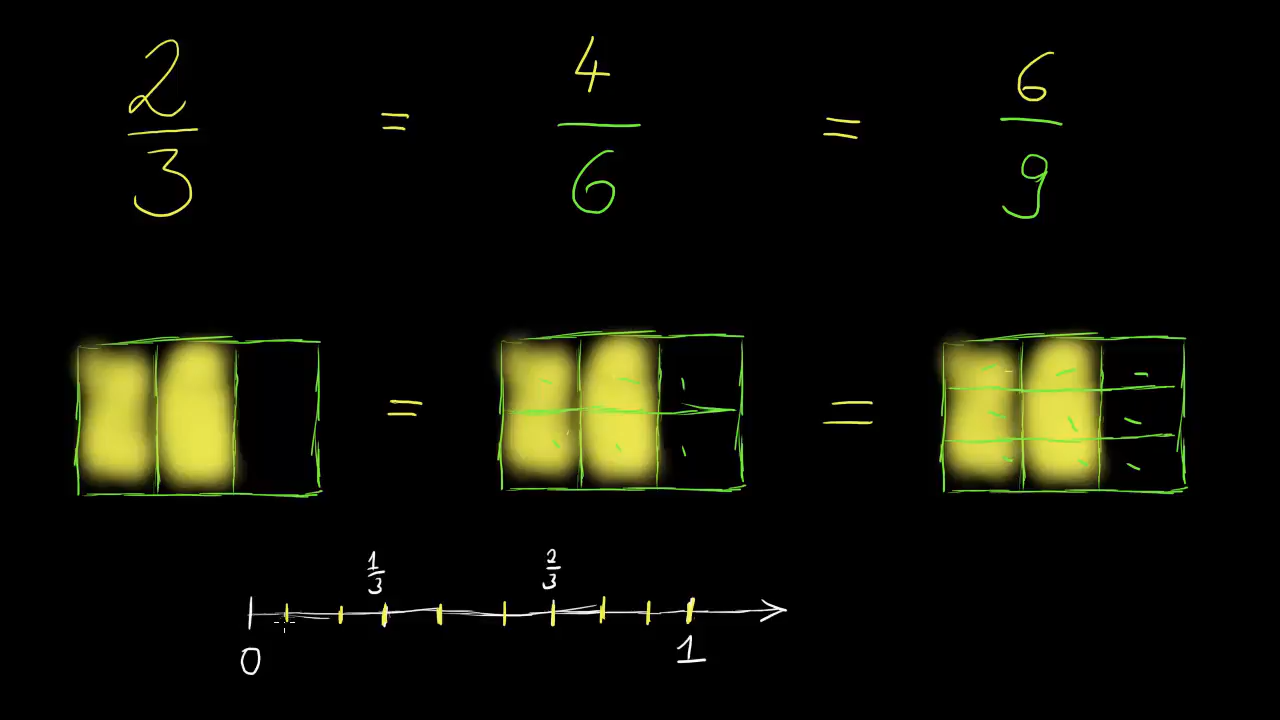 2/3 = 4/6 = 6/9
= =
1/3 2/3
0 1